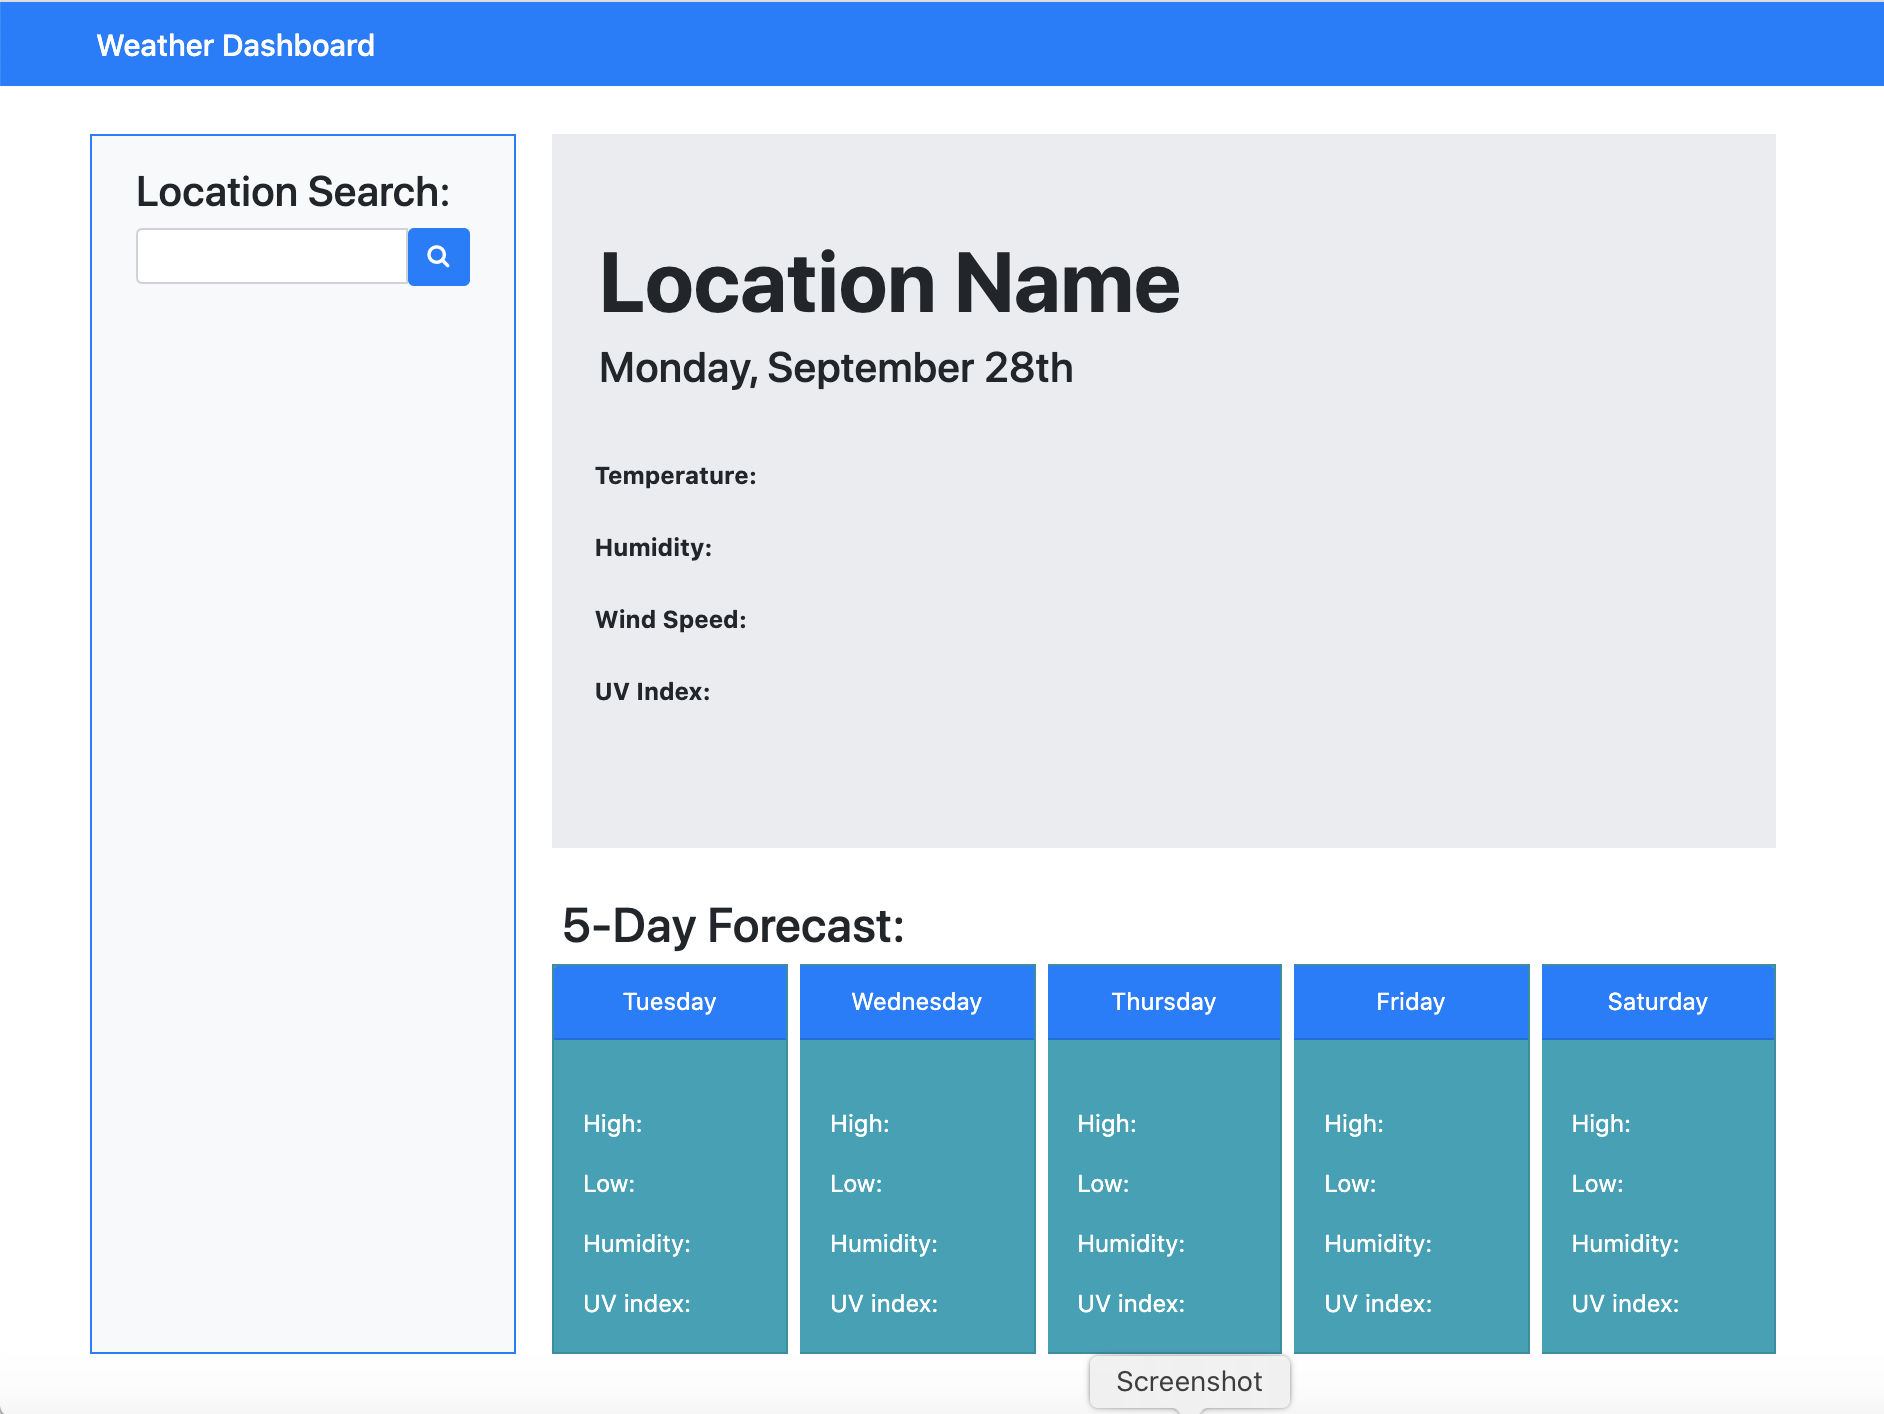 Weather Dashboard
Location Search:
Location Name
Monday, September 28th
Temperature:
Humidity:
Wind Speed:
UV Index:
5-Day Forecast:
Tuesday
High:
Low:
Humidity:
UV index:
Wednesday
High:
Low:
Humidity:
UV index:
Thursday
High:
Low:
Humidity:
UV index:
Friday
High:
Low:
Humidity:
UV index:
Saturday
High:
Low:
Humidity:
UV index:
Screenshot